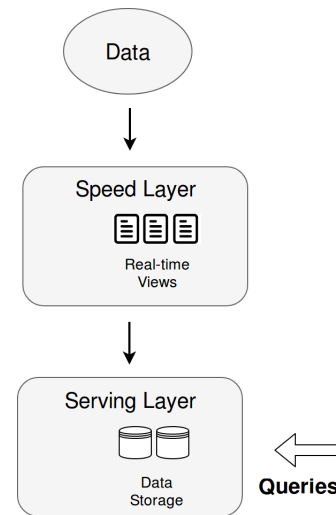 Data
Speed Layer
Real-time
Views
Serving Layer
Data
Storage
Queries